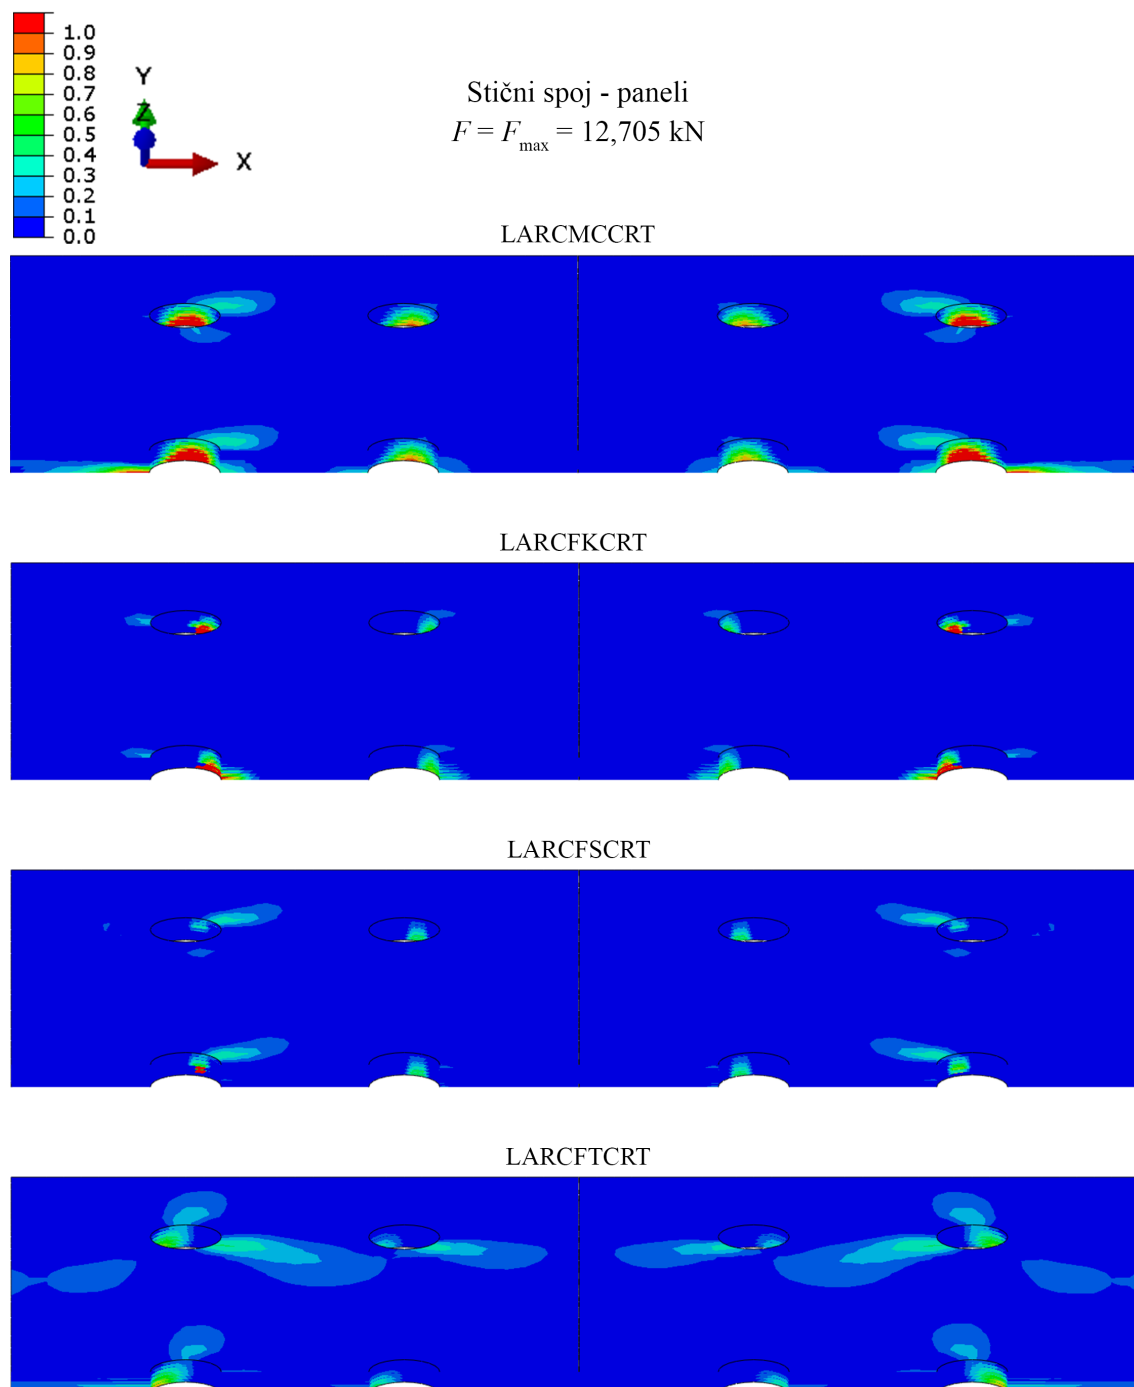 1.0
0.9
0.8
0.7
0.6
0.5
0.4
0.3
0.2
0.1
0.0
Y
Z
X
Stični spoj - paneli
F = Fmax = 12,705 kN
LARCMCCRT
LARCFKCRT
LARCFSCRT
LARCFTCRT